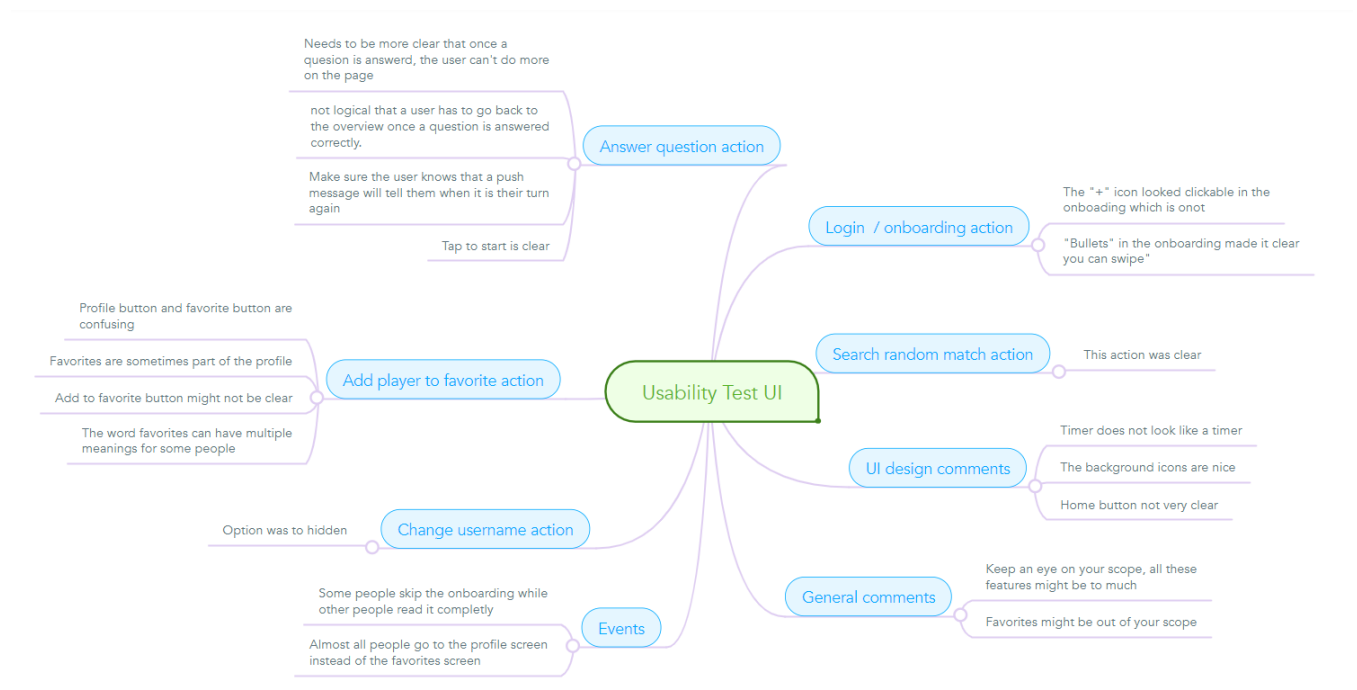 Needs to be more clear that once a
quesion is answerd, the user can't do more
on the page
not logical that a user has to go back to
the overview once a question is answered
correctly.
Make sure the user knows that a push
message will tell them when it is their turn
again
Tap to start is clear
Answer question action
Login / onboarding action
The "+" icon looked clickable in the
onboading which is onot
"Bullets" in the onboarding made it clear
you can swipe"
Profile button and favorite button are
confusing
Favorites are sometimes part of the profile
Add to favorite button might not be clear
The word favorites can have multiple
meanings for some people
Add player to favorite action
Usability Test UI
Search random match action
This action was clear
UI design comments
Timer does not look like a timer
The background icons are nice
Home button not very clear
Option was to hidden
Change username action
Some people skip the onboarding while
other people read it completly
Almost all people go to the profile screen
instead of the favorites screen
Events
General comments
Keep an eye on your scope, all these
features might be to much
Favorites might be out of your scope